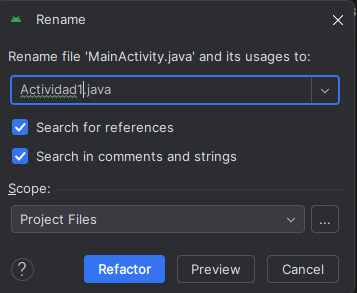 Rename
Rename file 'MainActivity.java' and its usages to:
Actividad1.java
Search for references
Search in comments and strings
Scope:
Project Files
...
?
Refactor
Preview
Cancel